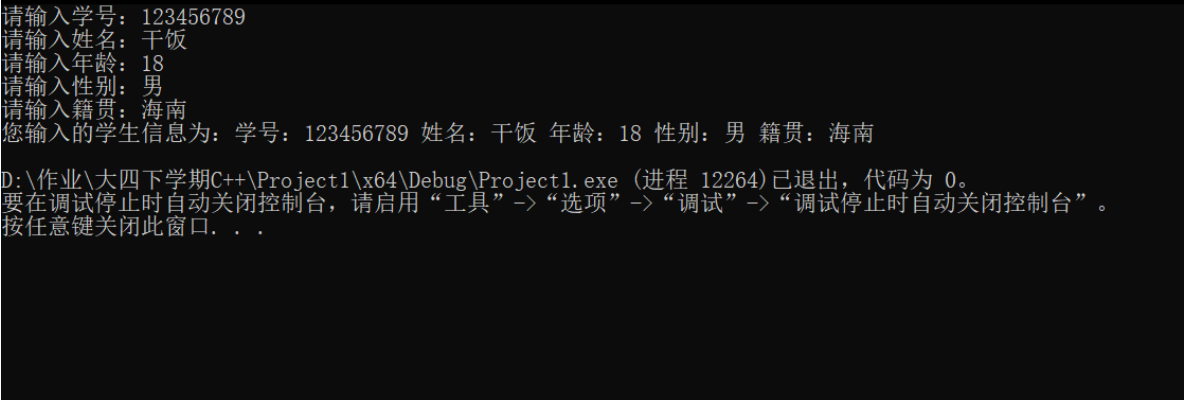 请输入学号：123456789
请输入姓名：干饭
请输入年龄：18
请输入性别：男
请输入籍贯：海南
您输入的学生信息为：学号：123456789 姓名：干饭 年龄：18 性别：男 籍贯：海南
D:\作业\大四下学期C++\Project1\x64\Debug\Project1.exe (进程 12264)已退出，代码为 0。
要在调试停止时自动关闭控制台，请启用“工具”->“选项”->“调试”->“调试停止时自动关闭控制台”。
按任意键关闭此窗口. . .